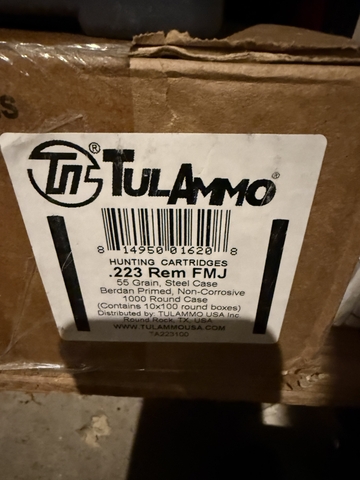 S
TULAMMO®
8 14950 01620 8
HUNTING CARTRIDGES
.223 Rem FMJ
55 Grain, Steel Case
Berdan Primed, Non-Corrosive
1000 Round Case
(Contains 10x100 round boxes)
Distributed by: TULAMMO USA Inc
Round Rock, TX, USA
WWW.TULAMMOUSA.COM
TA223100